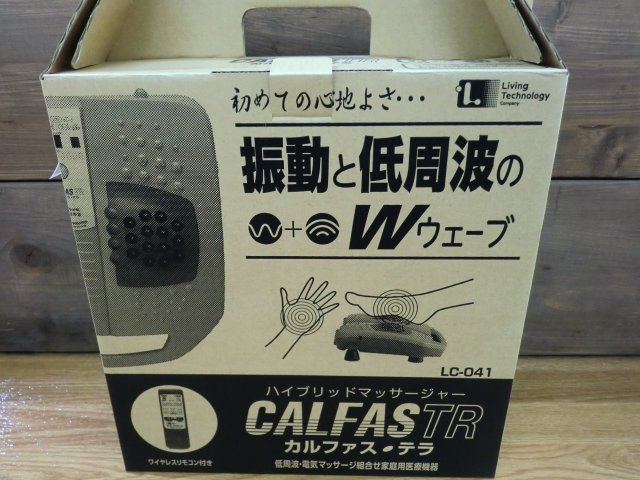 Living
Technology
Company
初めての心地よさ・・・
振動と低周波の
W+
Wウェーブ
LC-041
ハイブリッドマッサージャー
CALFAS TR
カルファス・テラ
ワイヤレスリモコン付き
低周波・電気マッサージ組合せ家庭用医療機器